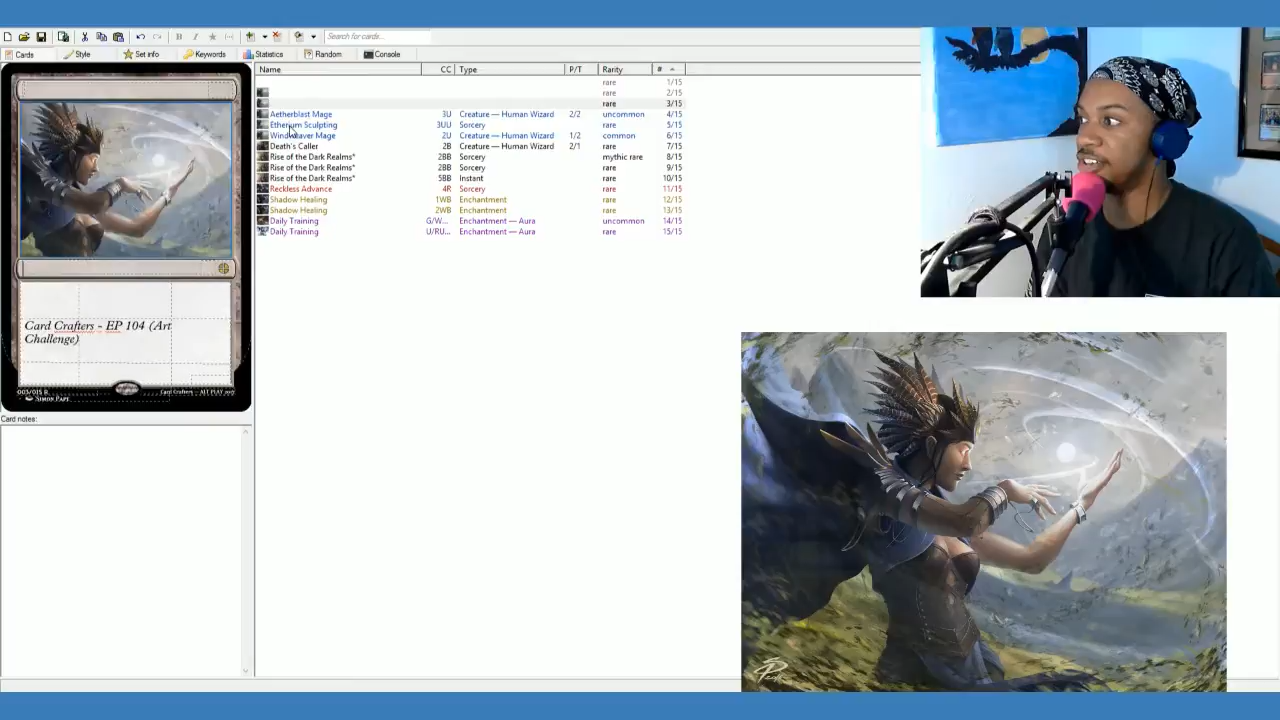 Search for cards...
Cards Style Set info Keywords Statistics Random Console
Name CC Type P/T Rarity #
rare 1/15
rare 2/15
rare 3/15
Aetherblast Mage 3U Creature — Human Wizard 2/2 uncommon 4/15
Etherium Sculpting 3UU Sorcery rare 5/15
Windweaver Mage 2U Creature — Human Wizard 1/2 common 6/15
Death's Caller 2B Creature — Human Wizard 2/1 rare 7/15
Rise of the Dark Realms* 2BB Sorcery mythic rare 8/15
Rise of the Dark Realms* 2BB Sorcery rare 9/15
Rise of the Dark Realms* 5BB Instant rare 10/15
Reckless Advance 4R Sorcery rare 11/15
Shadow Healing 1WB Enchantment rare 12/15
Shadow Healing 2WB Enchantment rare 13/15
Daily Training G/W... Enchantment — Aura uncommon 14/15
Daily Training U/RU... Enchantment — Aura rare 15/15
Card Crafters - EP 104 (Art
Challenge)
003/015 R
Card Crafters — ALT PLAY
Card notes: